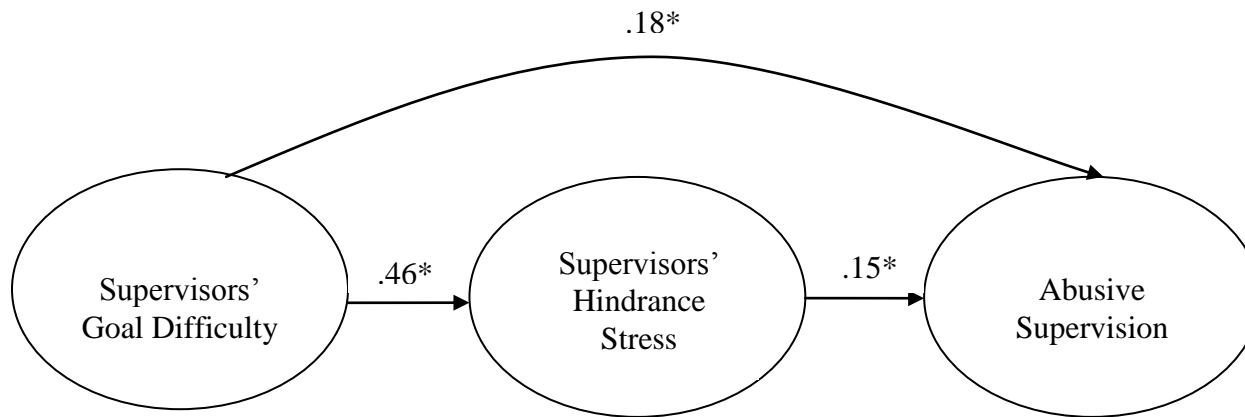 .18*
Supervisors’
Goal Difficulty
.46*
Supervisors’
Hindrance
Stress
.15*
Abusive
Supervision